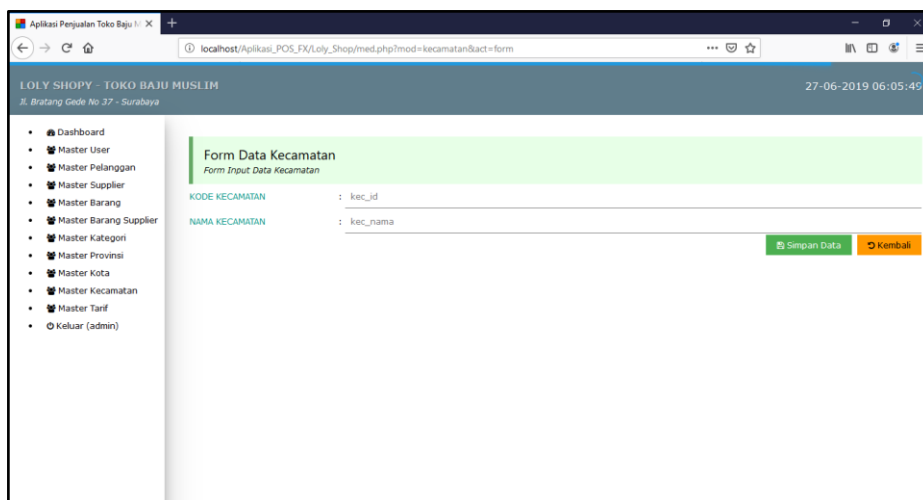 Aplikasi Penjualan Toko Baju M
localhost/Aplikasi_POS_FX/Loly_Shop/med.php?mod=kecamatan&act=form
LOLY SHOPY - TOKO BAJU MUSLIM
27-06-2019 06:05:49
Jl. Bratang Gede No 37 - Surabaya
Dashboard
Master User
Master Pelanggan
Master Supplier
Master Barang
Master Barang Supplier
Master Kategori
Master Provinsi
Master Kota
Master Kecamatan
Master Tarif
Keluar (admin)
Form Data Kecamatan
Form Input Data Kecamatan
KODE KECAMATAN : kec_id
NAMA KECAMATAN : kec_nama
Simpan Data Kembali